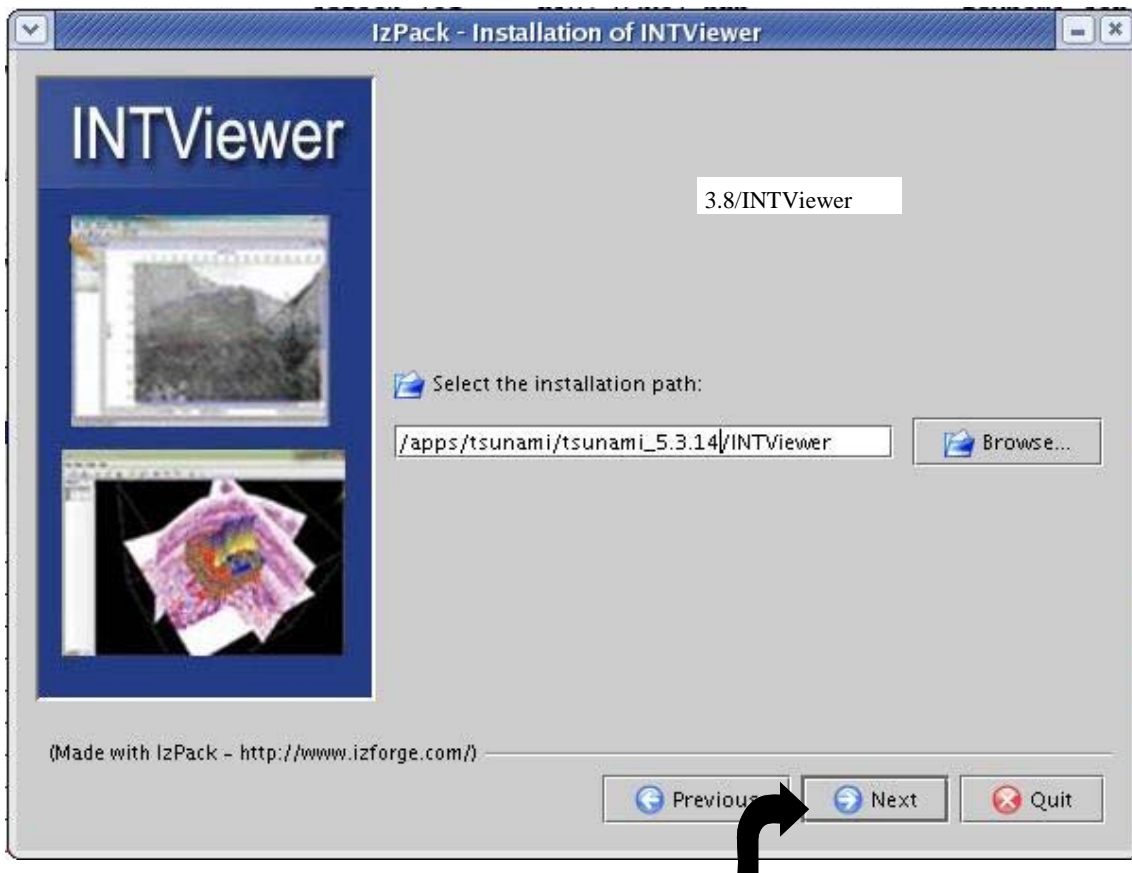 IzPack - Installation of INTViewer
INTViewer
3.8/INTViewer
Select the installation path:
/apps/tsunami/tsunami_5.3.14/INTViewer
Browse...
(Made with IzPack - http://www.izforge.com/)
Previous
Next
Quit